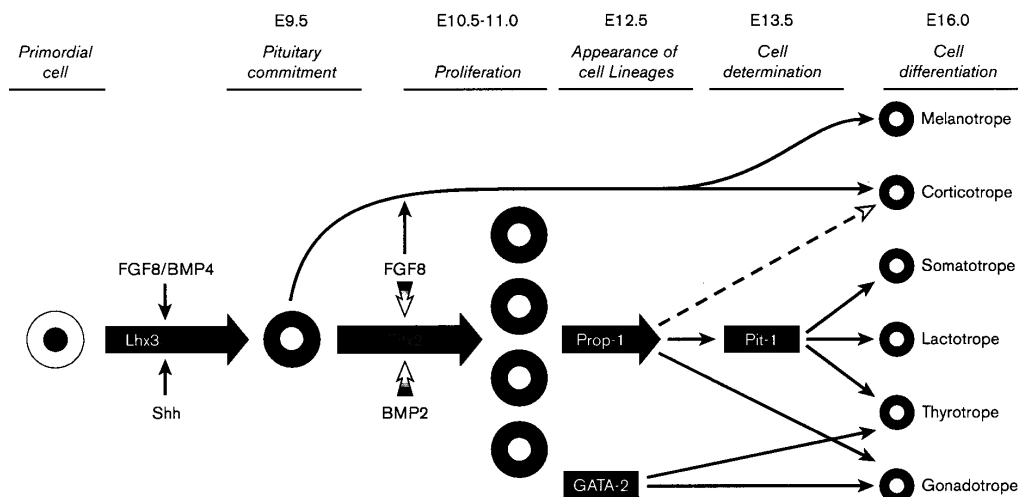 E9.5
E10.5-11.0
E12.5
E13.5
E16.0
Primordial
cell
Pituitary
commitment
Proliferation
Appearance of
cell Lineages
Cell
determination
Cell
differentiation
Melanotrope
Corticotrope
FGF8/BMP4
FGF8
Somatotrope
Lhx3
Prop-1
Pit-1
Lactotrope
Shh
BMP2
Thyrotrope
GATA-2
Gonadotrope